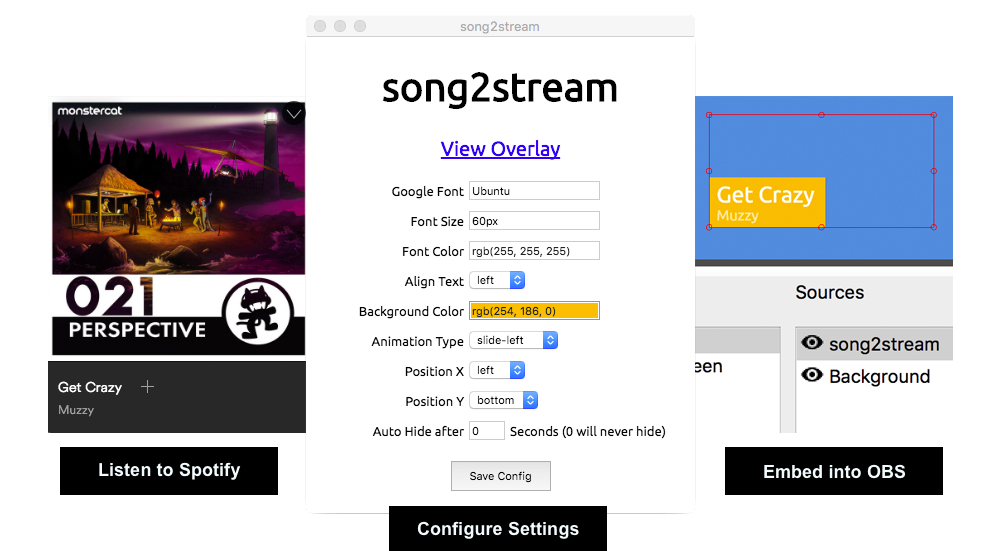 song2stream
song2stream
View Overlay
monstercat
021
PERSPECTIVE
Get Crazy
Muzzy
Listen to Spotify
Google Font Ubuntu
Font Size 60px
Font Color rgb(255, 255, 255)
Align Text left
Background Color rgb(254, 186, 0)
Animation Type slide-left
Position X left
Position Y bottom
Auto Hide after 0 Seconds (0 will never hide)
Save Config
Configure Settings
Get Crazy
Muzzy
Sources
een
song2stream
Background
Embed into OBS